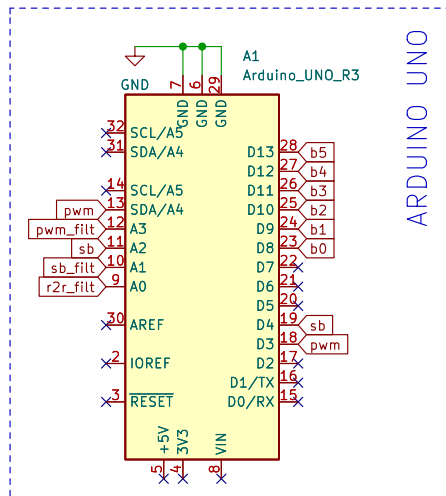 ARDUINO UNO
A1
Arduino_UNO_R3
GND
7 6 29
GND GND GND
32 SCL/A5
31 SDA/A4
14 SCL/A5
pwm 13 SDA/A4
pwm_filt 12 A3
sb 11 A2
sb_filt 10 A1
r2r_filt 9 A0
30 AREF
2 IOREF
3 RESET
D13 28 b5
D12 27 b4
D11 26 b3
D10 25 b2
D9 24 b1
D8 23 b0
D7 22
D6 21
D5 20
D4 19 sb
D3 18 pwm
D2 17
D1/TX 16
D0/RX 15
+5V 3V3 VIN
5 4 8